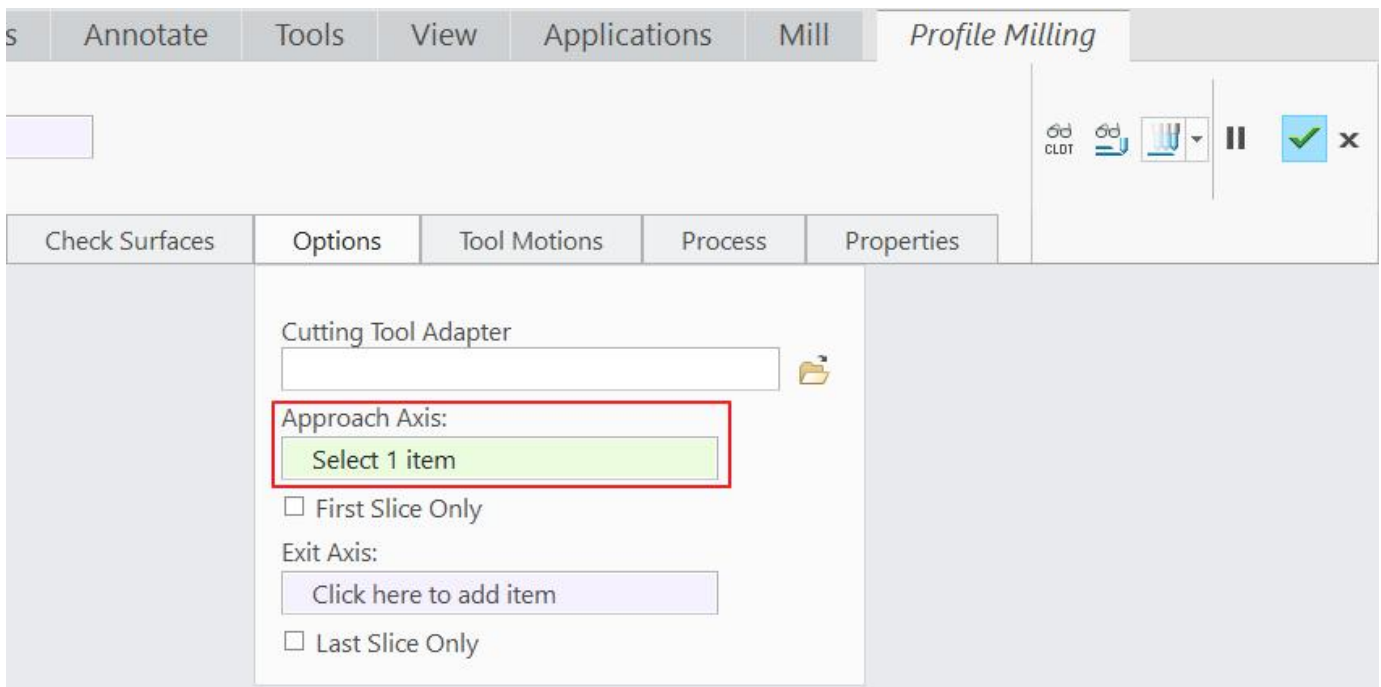 s Annotate Tools View Applications Mill Profile Milling
CLDT
Check Surfaces Options Tool Motions Process Properties
Cutting Tool Adapter
Approach Axis:
Select 1 item
First Slice Only
Exit Axis:
Click here to add item
Last Slice Only